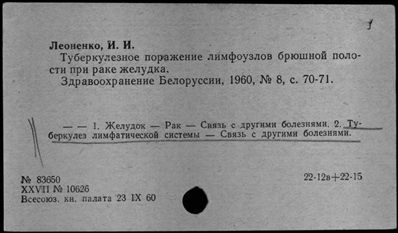 Леоненко, И. И.
Туберкулезное поражение лимфоузлов брюшной поло-
сти при раке желудка.
Здравоохранение Белоруссии, 1960, № 8, с. 70-71.
— — 1. Желудок — Рак — Связь с другими болезнями. 2. Ту-
беркулез лимфатической системы — Связь с другими болезнями.
№ 83650
22-12в+22-15
XXVII № 10626
Всесоюз. кн. палата 23 IX 60